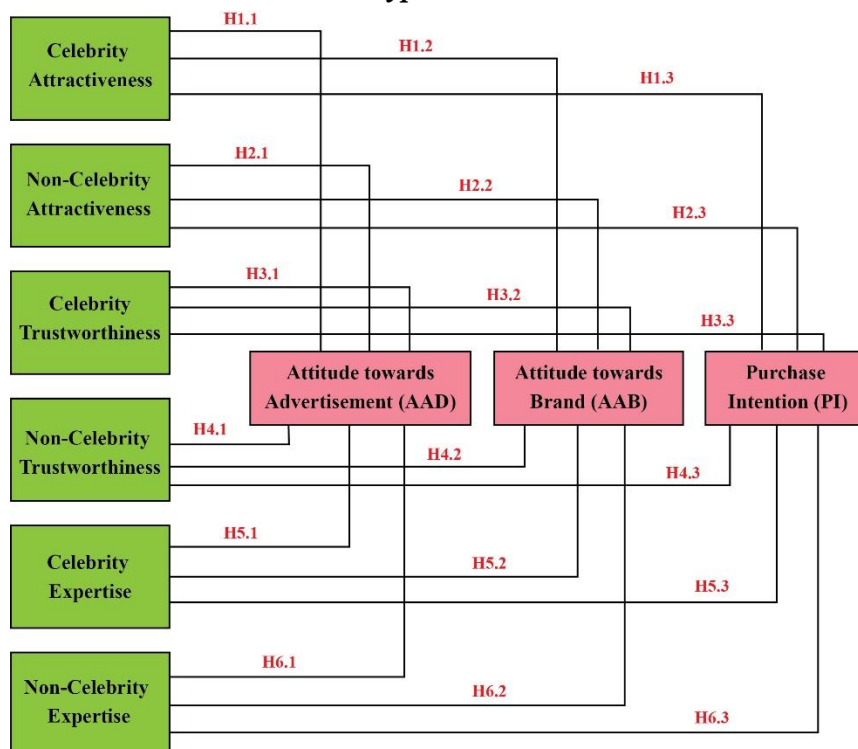 H1.1
Celebrity
Attractiveness
H1.2
H1.3
H2.1
Non-Celebrity
Attractiveness
H2.2
H2.3
H3.1
Celebrity
Trustworthiness
H3.2
H3.3
Attitude towards
Advertisement (AAD)
Attitude towards
Brand (AAB)
Purchase
Intention (PI)
Non-Celebrity
Trustworthiness
H4.1
H4.2
H4.3
H5.1
Celebrity
Expertise
H5.2
H5.3
H6.1
Non-Celebrity
Expertise
H6.2
H6.3